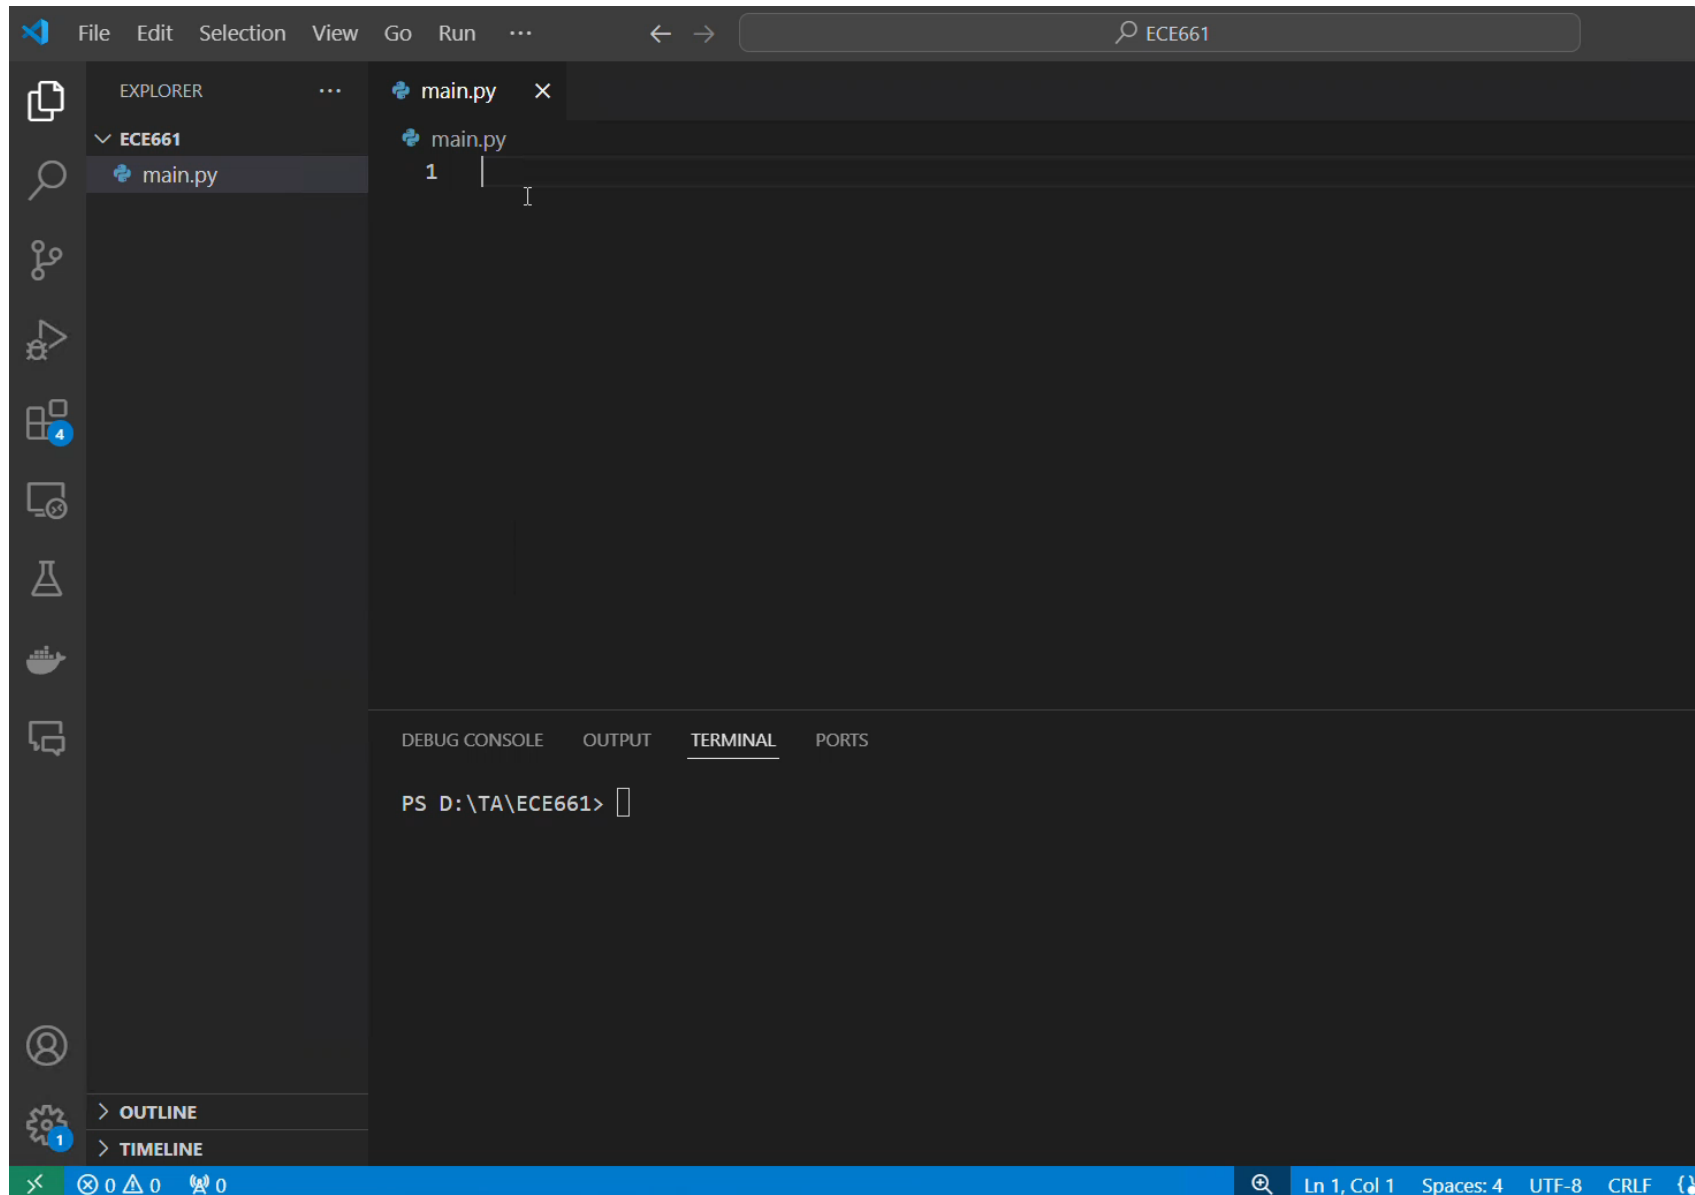 File Edit Selection View Go Run ··· ECE661
EXPLORER ···
ECE661
main.py
main.py
main.py
1
4
DEBUG CONSOLE OUTPUT TERMINAL PORTS
PS D:\TA\ECE661>
OUTLINE
1
TIMELINE
0 0 0 Ln 1, Col 1 Spaces: 4 UTF-8 CRLF {